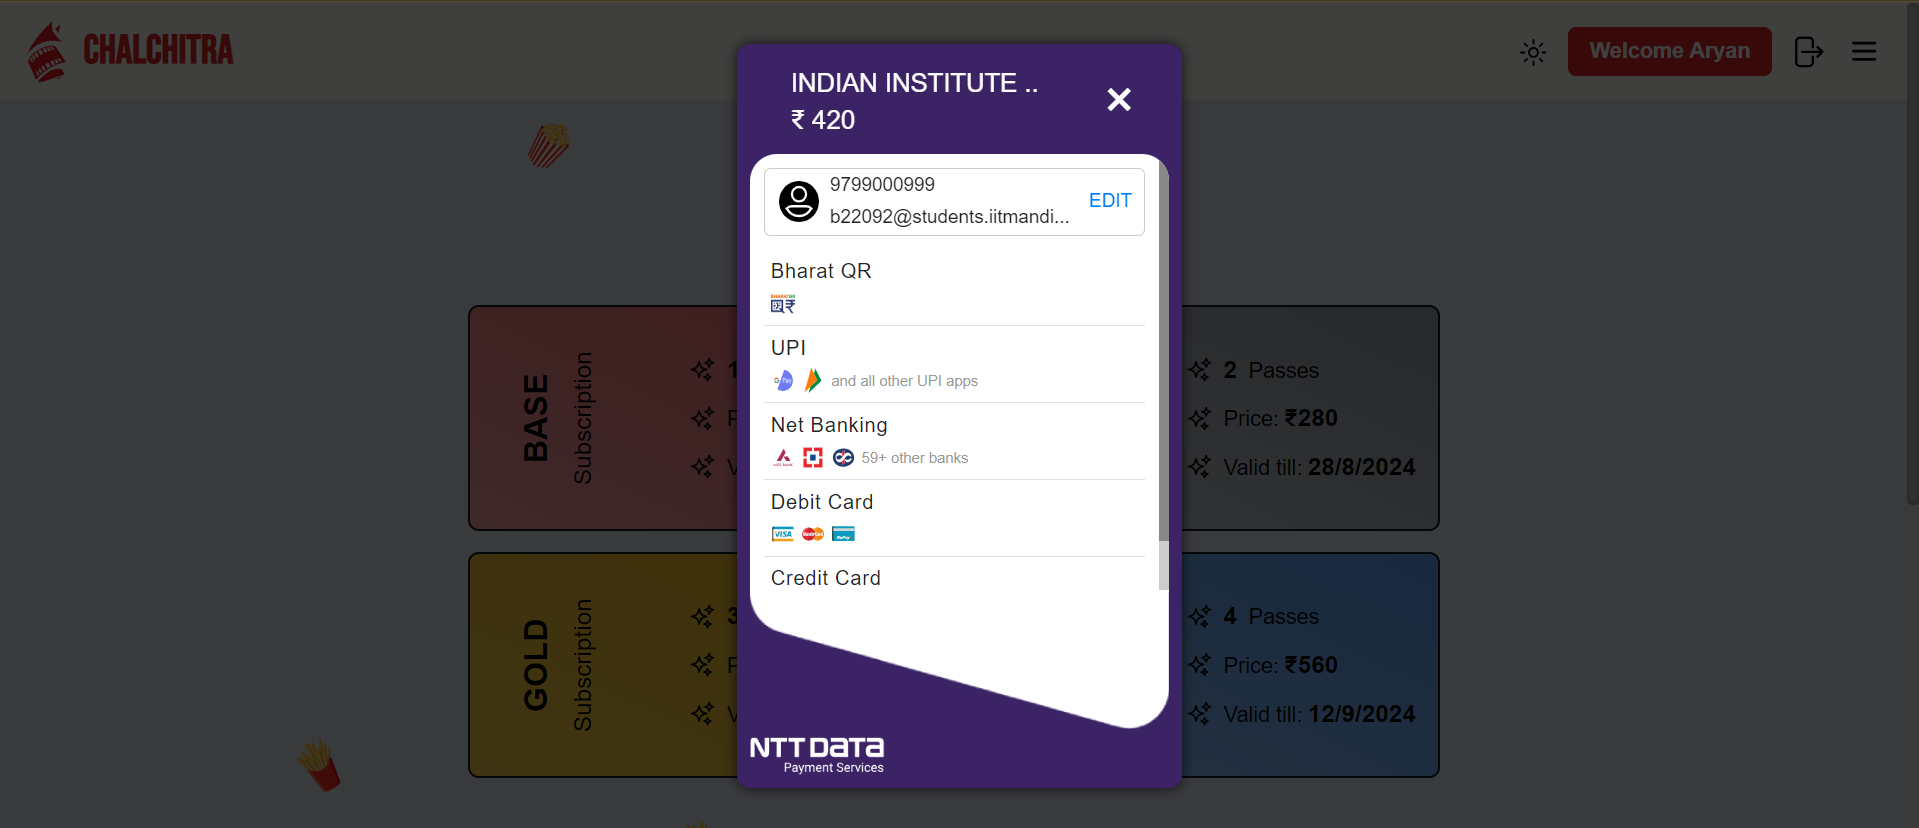 CHALCHITRA
Welcome Aryan
INDIAN INSTITUTE ..
₹ 420
9799000999
b22092@students.iitmandi...
EDIT
Bharat QR
UPI
and all other UPI apps
Net Banking
59+ other banks
Debit Card
VISA
Credit Card
NTT DATA
Payment Services
BASE
Subscription
1
2 Passes
Price: ₹280
Valid till: 28/8/2024
GOLD
Subscription
3
4 Passes
Price: ₹560
Valid till: 12/9/2024